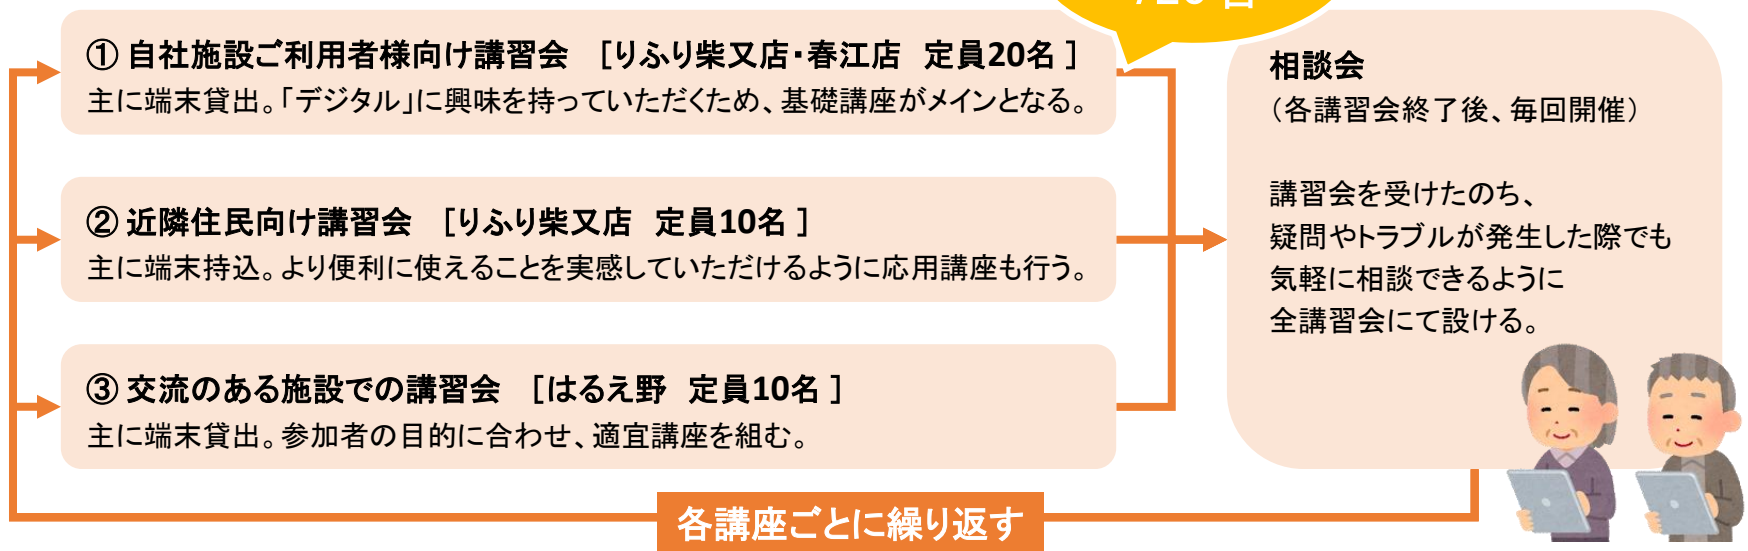 ① 自社施設ご利用者様向け講習会 [りふり柴又店・春江店 定員20名 ]
主に端末貸出。「デジタル」に興味を持っていただくため、基礎講座がメインとなる。
② 近隣住民向け講習会 [りふり柴又店 定員10名 ]
主に端末持込。より便利に使えることを実感していただけるように応用講座も行う。
③ 交流のある施設での講習会 [はるえ野 定員10名 ]
主に端末貸出。参加者の目的に合わせ、適宜講座を組む。
相談会
（各講習会終了後、毎回開催）
講習会を受けたのち、
疑問やトラブルが発生した際でも
気軽に相談できるように
全講習会にて設ける。
各講座ごとに繰り返す